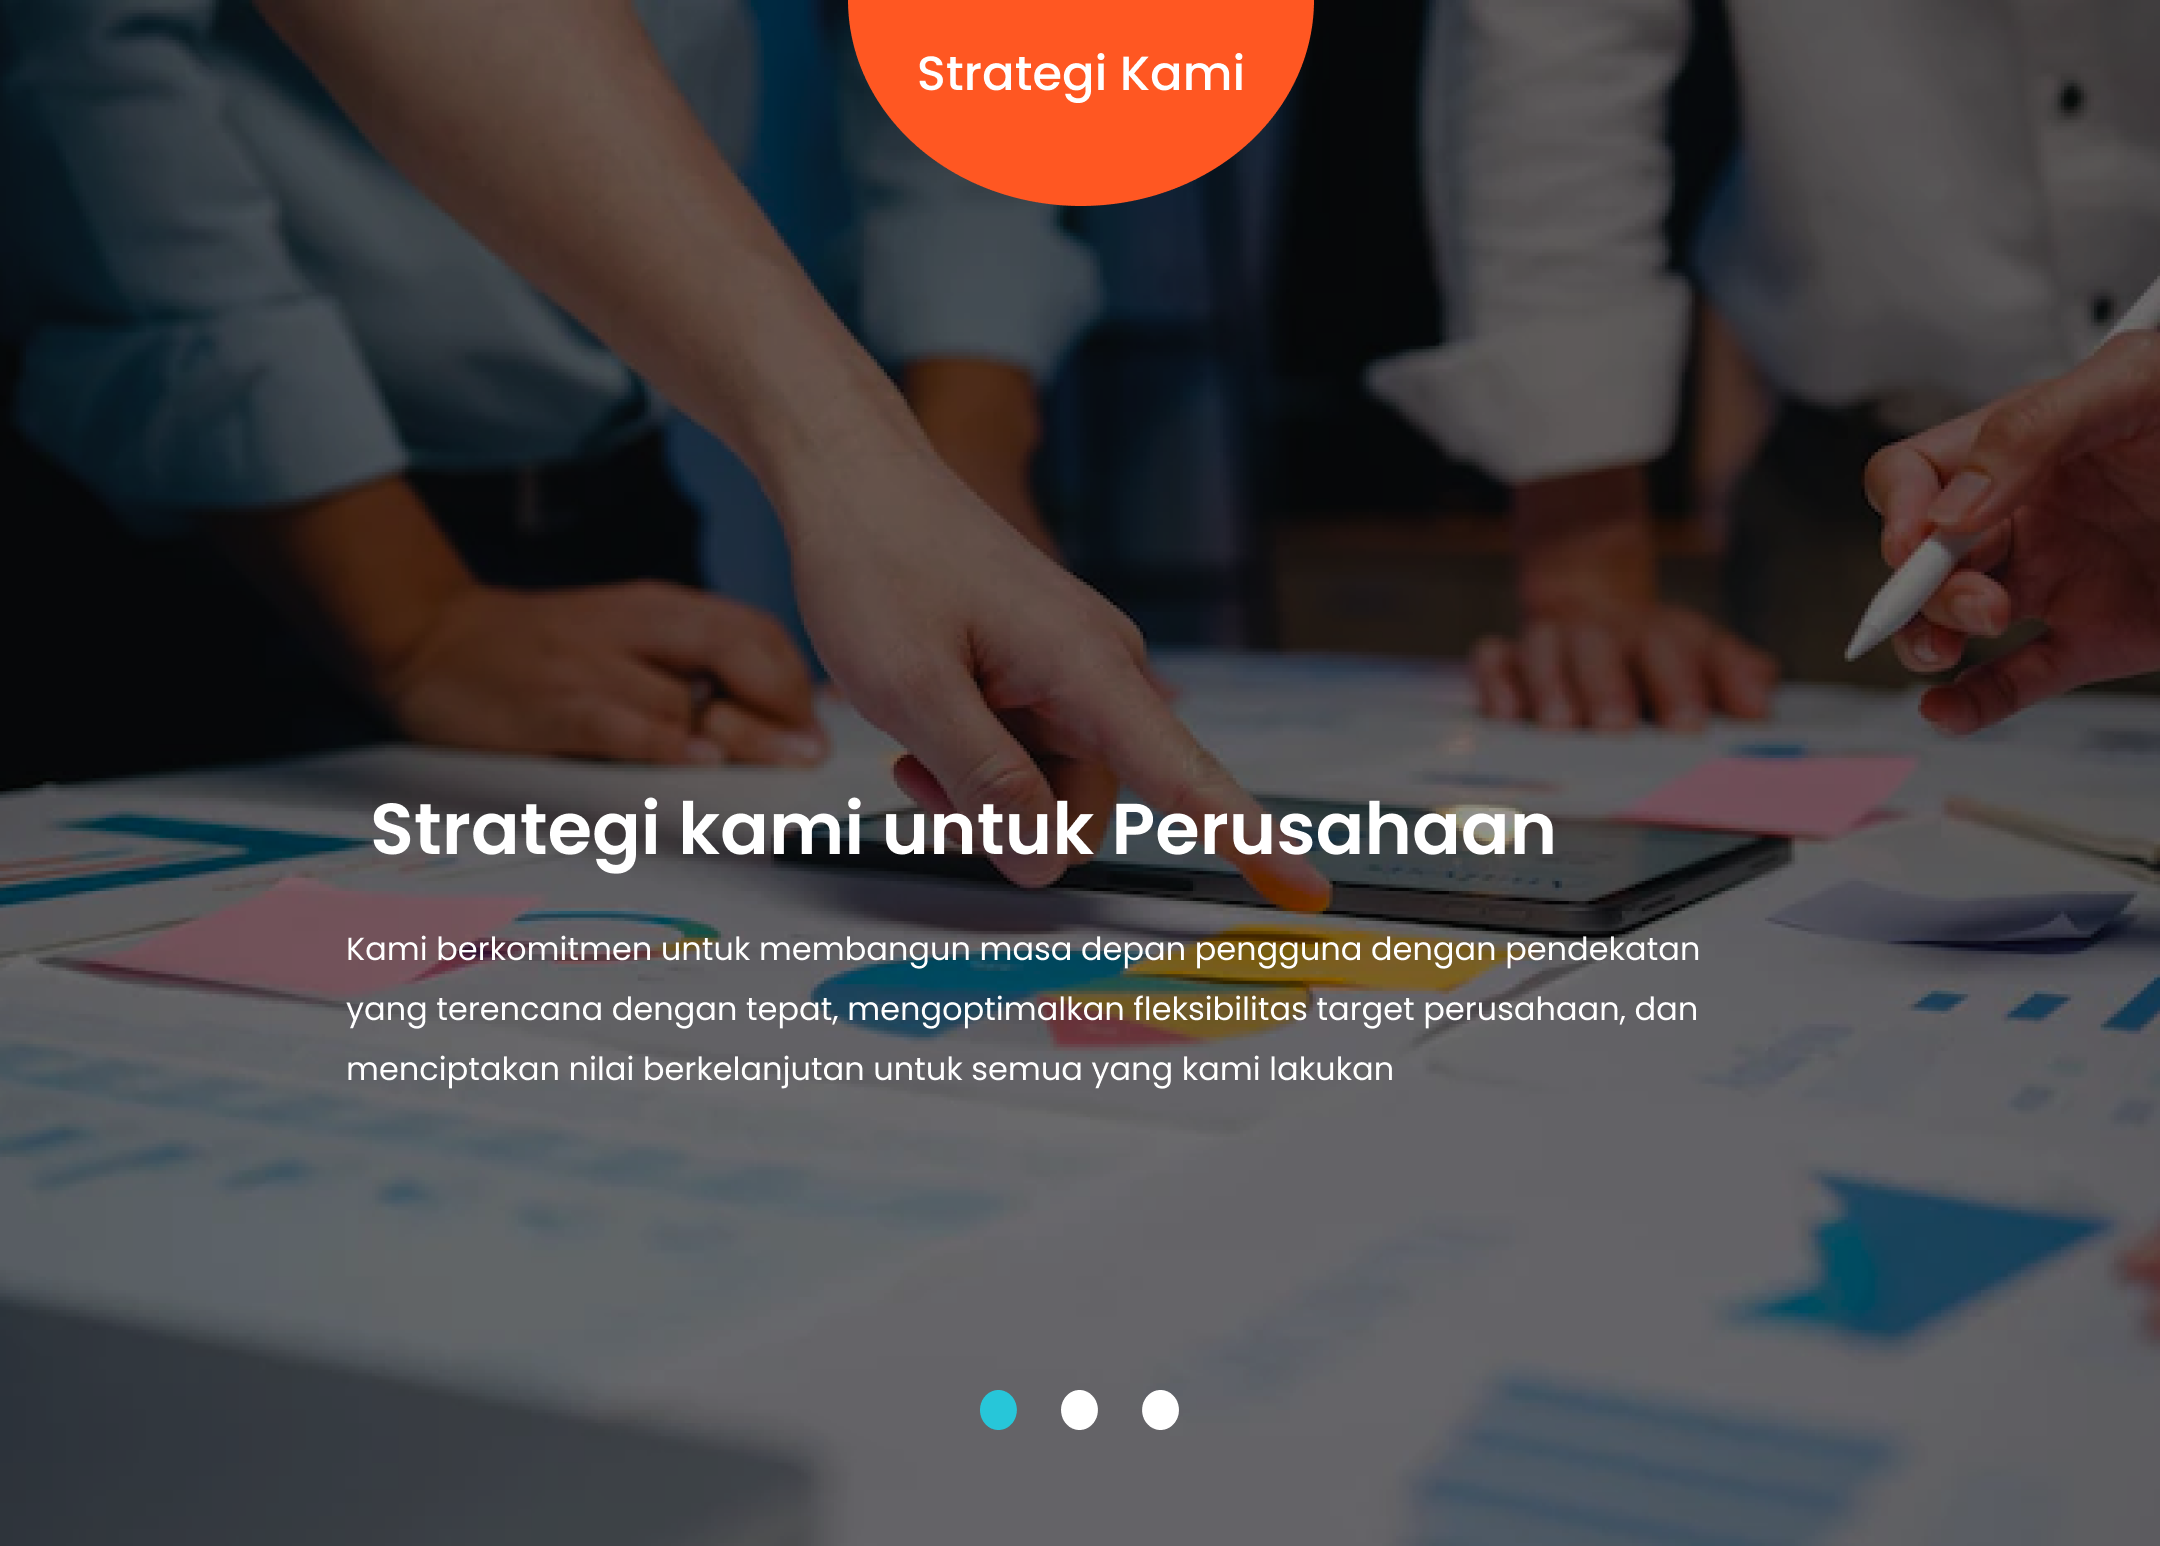 Strategi Kami
Strategi kami untuk Perusahaan
Kami berkomitmen untuk membangun masa depan pengguna dengan pendekatan
yang terencana dengan tepat, mengoptimalkan fleksibilitas target perusahaan, dan
menciptakan nilai berkelanjutan untuk semua yang kami lakukan